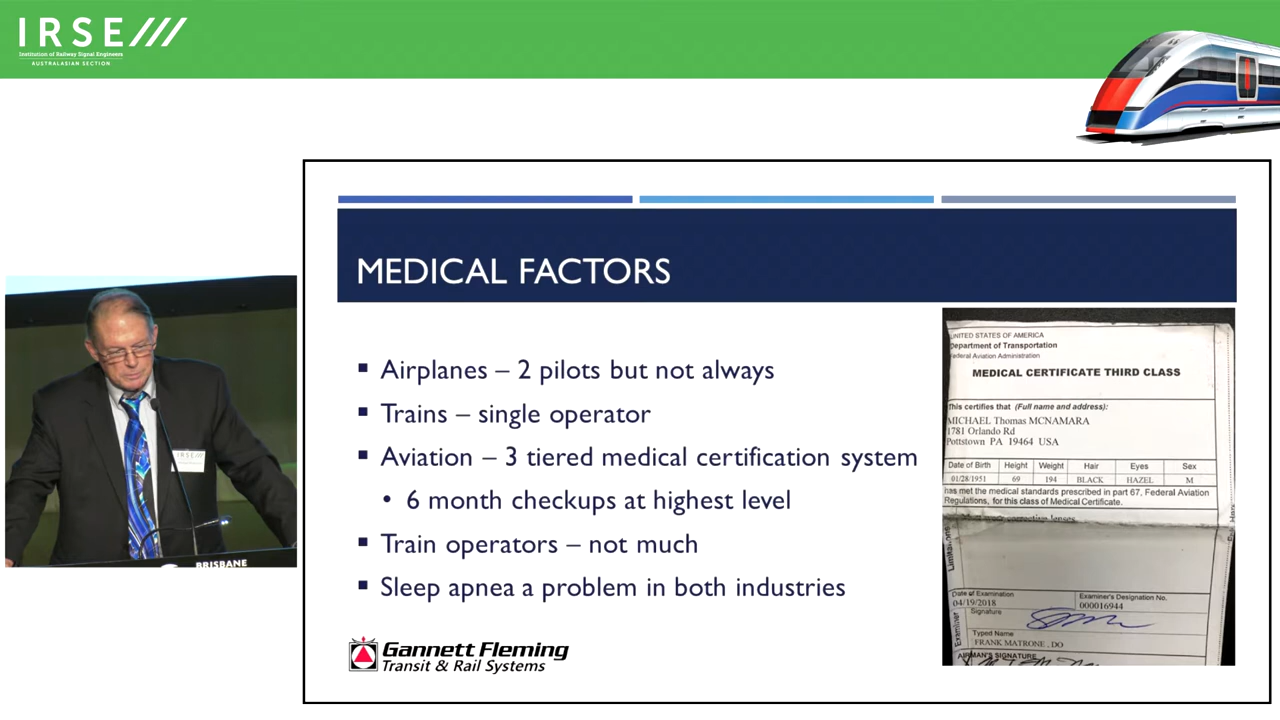 IRSE
Institution of Railway Signal Engineers
AUSTRALASIAN SECTION
MEDICAL FACTORS
Airplanes – 2 pilots but not always
Trains – single operator
Aviation – 3 tiered medical certification system
6 month checkups at highest level
Train operators – not much
Sleep apnea a problem in both industries
Gannett Fleming
Transit & Rail Systems
UNITED STATES OF AMERICA
Department of Transportation
Federal Aviation Administration
MEDICAL CERTIFICATE THIRD CLASS
This certifies that (Full name and address):
MICHAEL Thomas MCNAMARA
1781 Orlando Rd
Pottstown PA 19464 USA
Date of Birth Height Weight Hair Eyes Sex
01/28/1951 69 194 BLACK HAZEL M
has met the medical standards prescribed in part 67, Federal Aviation
Regulations, for this class of Medical Certificate.
corrective lenses
Limitations
Date of Examination Examiner's Designation No.
04/19/2018 000016944
Examiner
Signature
Typed Name
FRANK MATRONE , DO
AIRMAN'S SIGNATURE
IRSE
BRISBANE